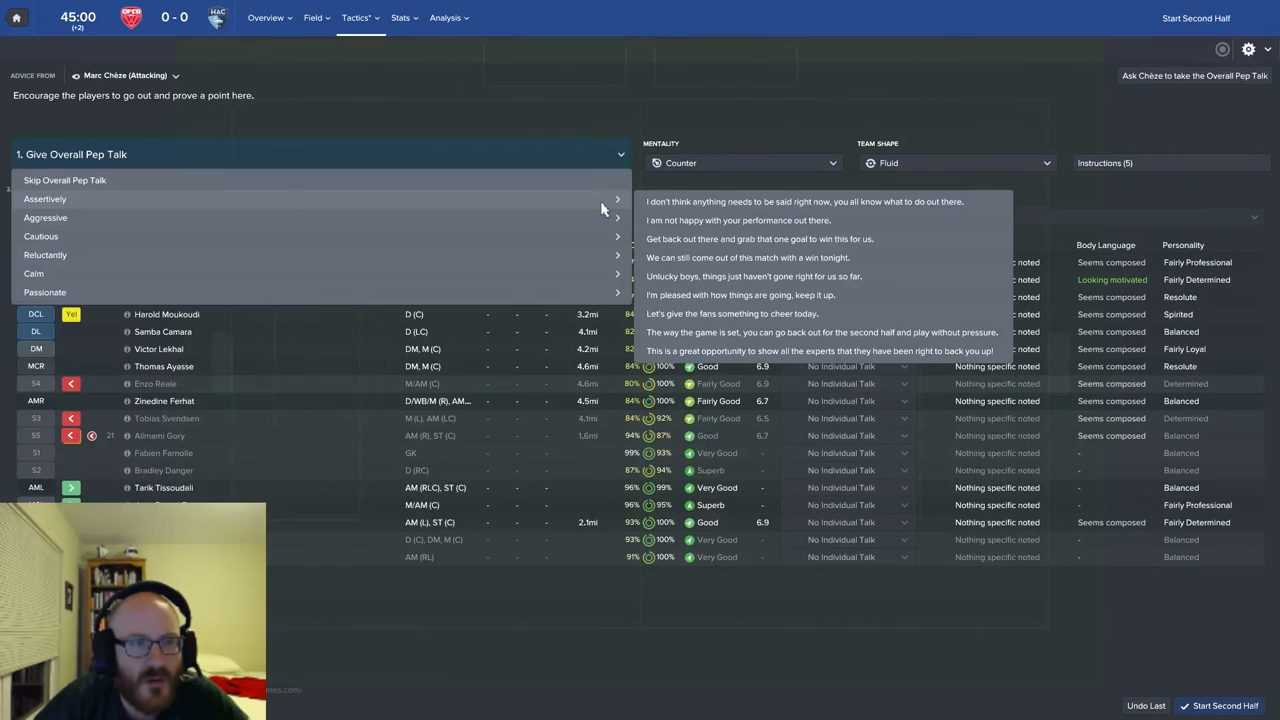 45:00
(+2)
DFCO
0 - 0
HAC
Overview
Field
Tactics*
Stats
Analysis
Start Second Half
ADVICE FROM
Marc Chèze (Attacking)
Ask Chèze to take the Overall Pep Talk
Encourage the players to go out and prove a point here.
1. Give Overall Pep Talk
MENTALITY
Counter
TEAM SHAPE
Fluid
Instructions (5)
Skip Overall Pep Talk
Assertively
Aggressive
Cautious
Reluctantly
Calm
Passionate
I don't think anything needs to be said right now, you all know what to do out there.
I am not happy with your performance out there.
Get back out there and grab that one goal to win this for us.
We can still come out of this match with a win tonight.
Unlucky boys, things just haven't gone right for us so far.
I'm pleased with how things are going, keep it up.
Let's give the fans something to cheer today.
The way the game is set, you can go back out for the second half and play without pressure.
This is a great opportunity to show all the experts that they have been right to back you up!
Body Language Personality
noted Seems composed Fairly Professional
noted Looking motivated Fairly Determined
noted Seems composed Resolute
DCL Yel Harold Moukoudi D (C) - - - 3.2mi noted Seems composed Spirited
DL Samba Camara D (LC) - - - 4.1mi noted Seems composed Balanced
DM Victor Lekhal DM, M (C) - - - 4.6mi noted Seems composed Fairly Loyal
MCR Thomas Ayasse DM, M (C) - - - 4.6mi 84% 100% Good 6.9 No Individual Talk Nothing specific noted Seems composed Resolute
S4 Enzo Reale M/AM (C) - - - 4.6mi 80% 100% Fairly Good 6.9 No Individual Talk Nothing specific noted Seems composed Determined
AMR Zinedine Ferhat D/WB/M (R), AM... - - - 4.5mi 84% 100% Fairly Good 6.7 No Individual Talk Nothing specific noted Seems composed Balanced
S3 Tobias Svendsen M (L), AM (LC) - - - 4.1mi 84% 92% Fairly Good 6.5 No Individual Talk Nothing specific noted Seems composed Determined
S5 21 Alimami Gory AM (R), ST (C) - - - 1.6mi 94% 87% Good 6.7 No Individual Talk Nothing specific noted Seems composed Balanced
S1 Fabien Farnolle GK - - - 99% 93% Very Good - No Individual Talk Nothing specific noted - Balanced
S2 Bradley Danger D (RC) - - - 87% 94% Superb - No Individual Talk Nothing specific noted - Balanced
AML Tarik Tissoudali AM (RLC), ST (C) - - - 96% 99% Very Good - No Individual Talk Nothing specific noted - Balanced
M/AM (C) - - - 96% 95% Superb - No Individual Talk Nothing specific noted - Fairly Professional
AM (L), ST (C) - - - 2.1mi 93% 100% Good 6.9 No Individual Talk Nothing specific noted Seems composed Fairly Determined
D (C), DM, M (C) - - - 93% 100% Very Good - No Individual Talk Nothing specific noted - Balanced
AM (RL) - - - 91% 100% Very Good - No Individual Talk Nothing specific noted - Balanced
mes.com/
Undo Last
Start Second Half